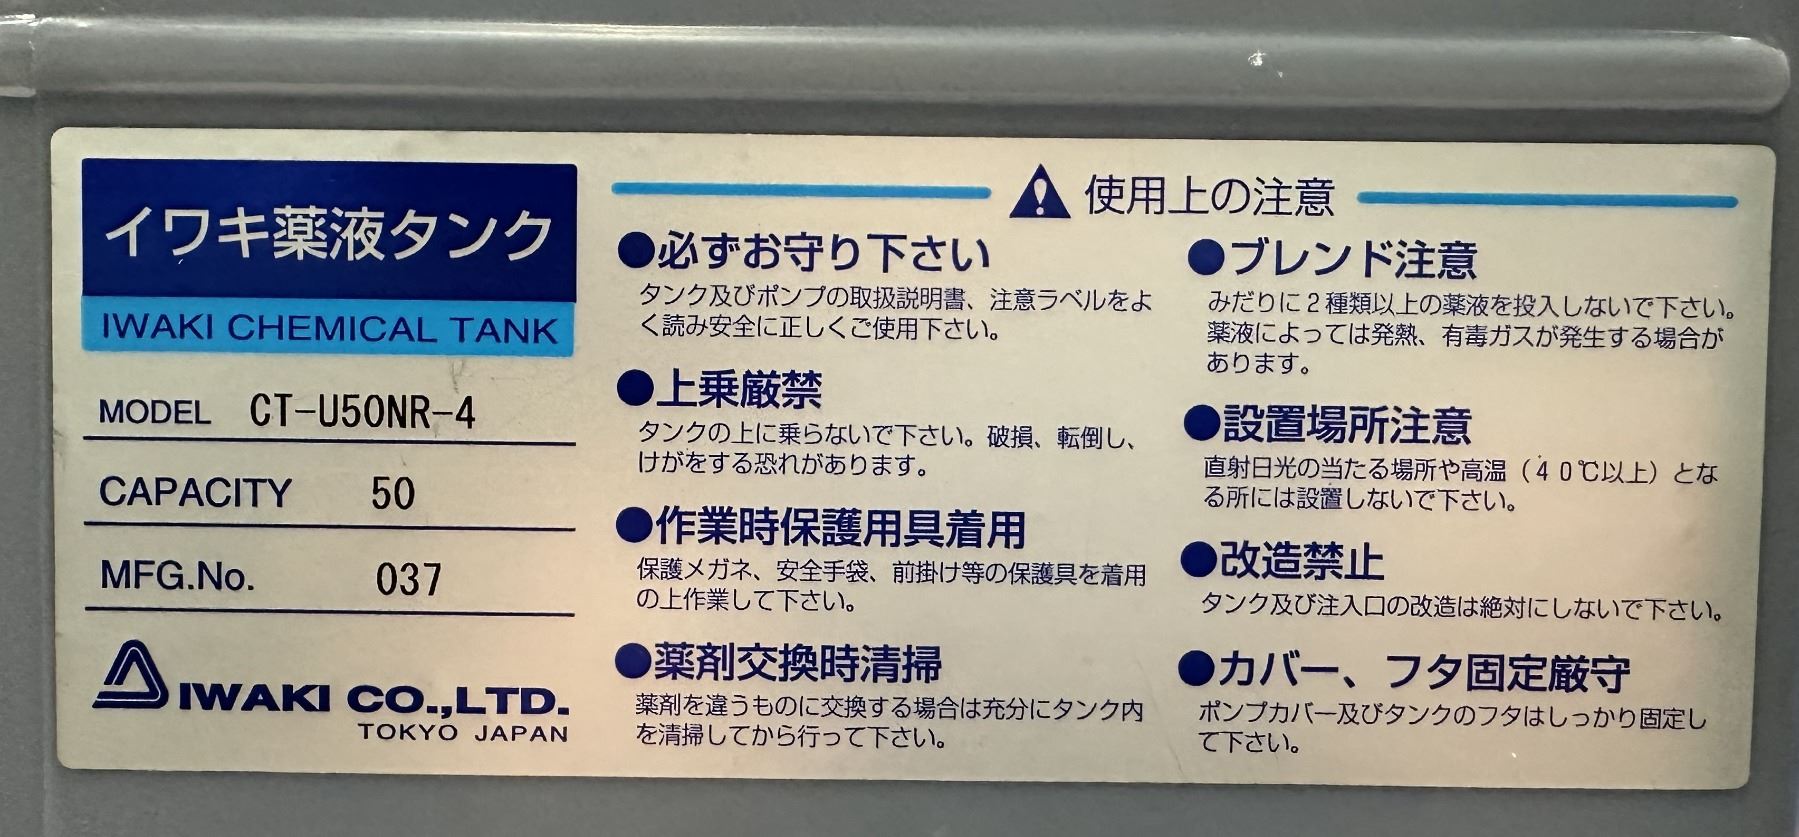 イワキ薬液タンク
IWAKI CHEMICAL TANK
MODEL CT-U50NR-4
CAPACITY 50
MFG.No. 037
IWAKI CO.,LTD.
TOKYO JAPAN
使用上の注意
●必ずお守り下さい
タンク及びポンプの取扱説明書、注意ラベルをよ
く読み安全に正しくご使用下さい。
●上乗厳禁
タンクの上に乗らないで下さい。破損、転倒し、
けがをする恐れがあります。
●作業時保護用具着用
保護メガネ、安全手袋、前掛け等の保護具を着用
の上作業して下さい。
●薬剤交換時清掃
薬剤を違うものに交換する場合は充分にタンク内
を清掃してから行って下さい。
●ブレンド注意
みだりに2種類以上の薬液を投入しないで下さい。
薬液によっては発熱、有毒ガスが発生する場合が
あります。
●設置場所注意
直射日光の当たる場所や高温（40℃以上）とな
る所には設置しないで下さい。
●改造禁止
タンク及び注入口の改造は絶対にしないで下さい。
●カバー、フタ固定厳守
ポンプカバー及びタンクのフタはしっかり固定し
て下さい。